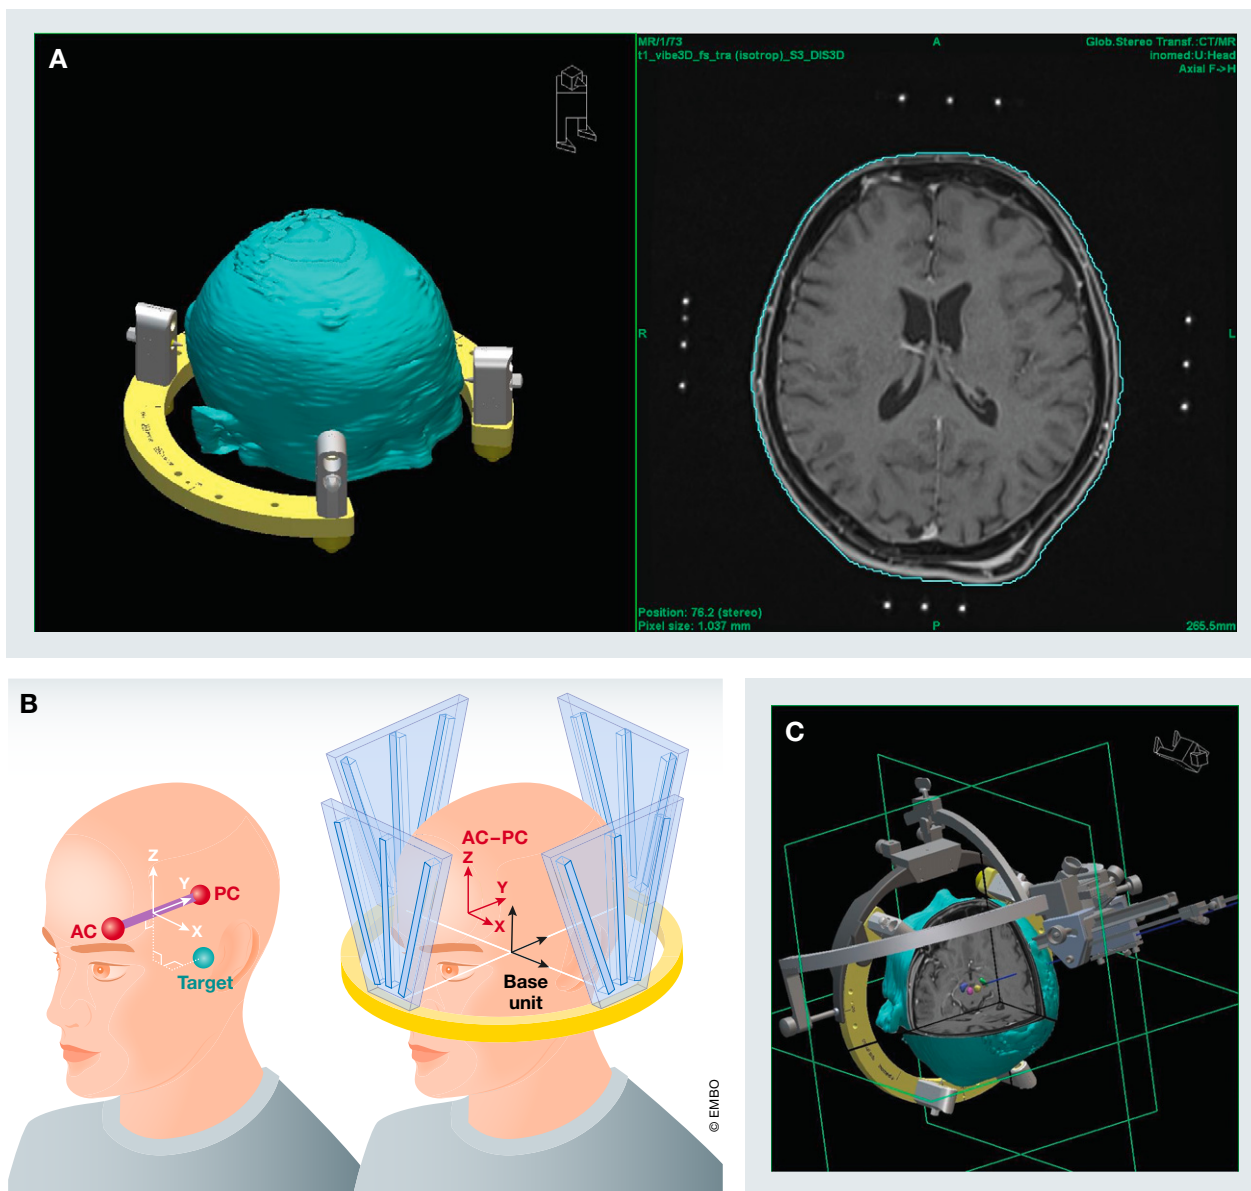 A
MR/1/73
t1_vibe3D_fs_tra (isotrop)_S3_DIS3D
A
Glob.Stereo Transf.:CT/MR
inomed:U:Head
Axial F->H
R
L
Position: 76.2 (stereo)
Pixel size: 1.037 mm
P
265.5mm
B
Z
Y
PC
AC
X
Target
AC–PC
Z
Y
X
Base
unit
© EMBO
C